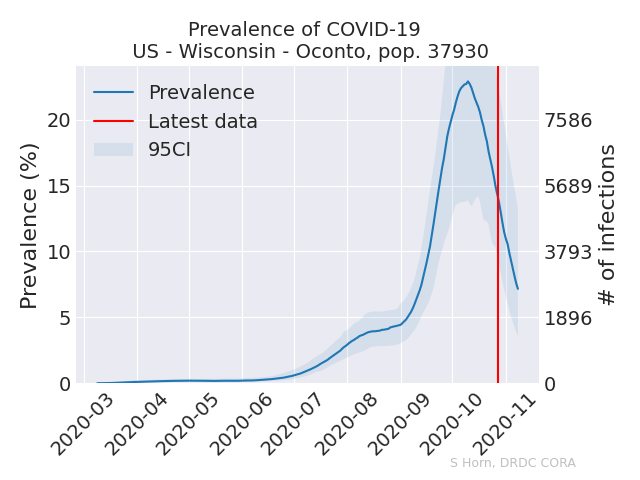 Prevalence of COVID-19
US - Wisconsin - Oconto, pop. 37930
Prevalence
Latest data
95CI
Prevalence (%)
20
15
10
5
0
7586
5689
3793
1896
0
# of infections
2020-03
2020-04
2020-05
2020-06
2020-07
2020-08
2020-09
2020-10
2020-11
S Horn, DRDC CORA